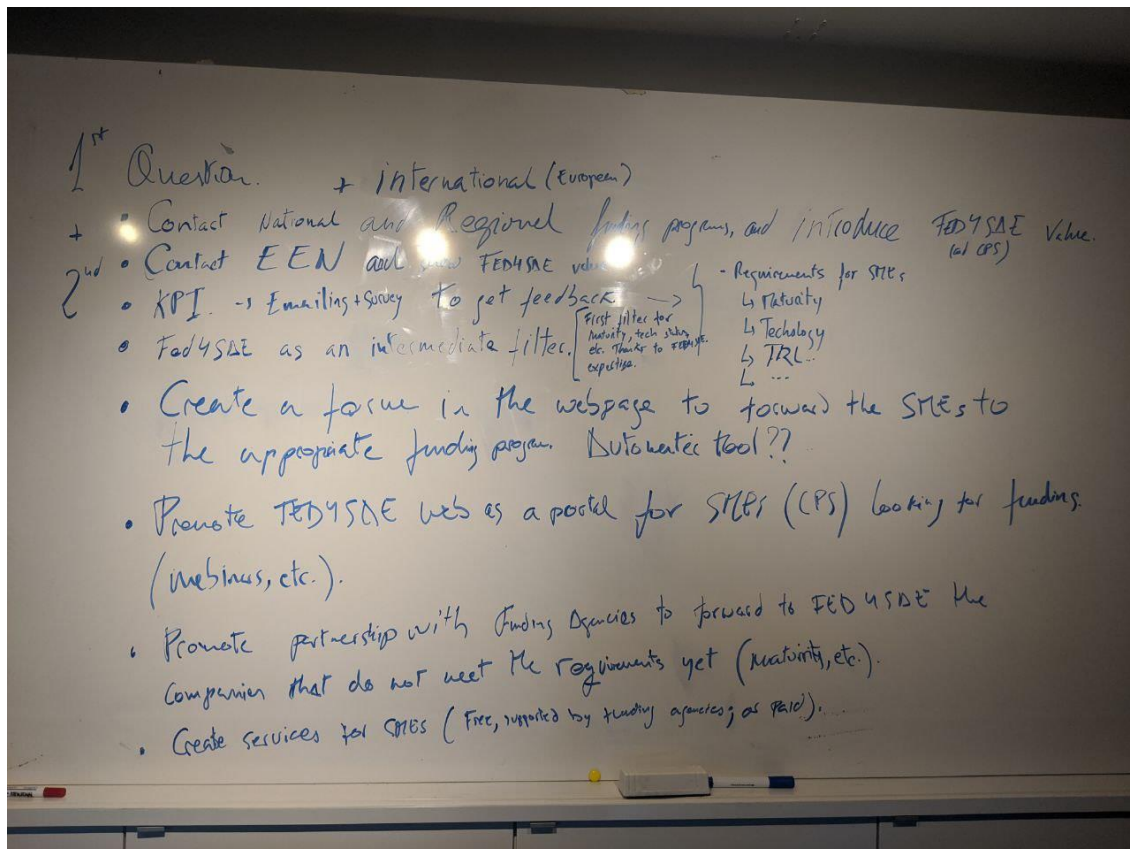 1st Question. + international (European)
+
2nd
• Contact National and Regional funding programs, and introduce FED4SAE value.
(ad CPS)
• Contact EEN and show FED4SAE value
• KPI. → Emailing + Survey to get feedback →
- Requirements for SMEs
↳ Maturity
↳ Techology
↳ TRL...
↳ ...
• Fed4SAE as an intermediate filter.
First filter for
maturity, tech status,
etc. Thanks to FED4SAE.
expertise.
• Create a forue in the webpage to forward the SMEs to
the appropiate funding program. Automatic tool??
• Promote FED4SAE web as a portal for SMEs (CPS) looking for funding.
(webinars, etc.).
• Promote partnership with Funding Agencies to forward to FED4SAE the
companies that do not meet the requirements yet (maturity, etc.).
• Create services for SMEs (Free, supported by funding agencies; or paid).